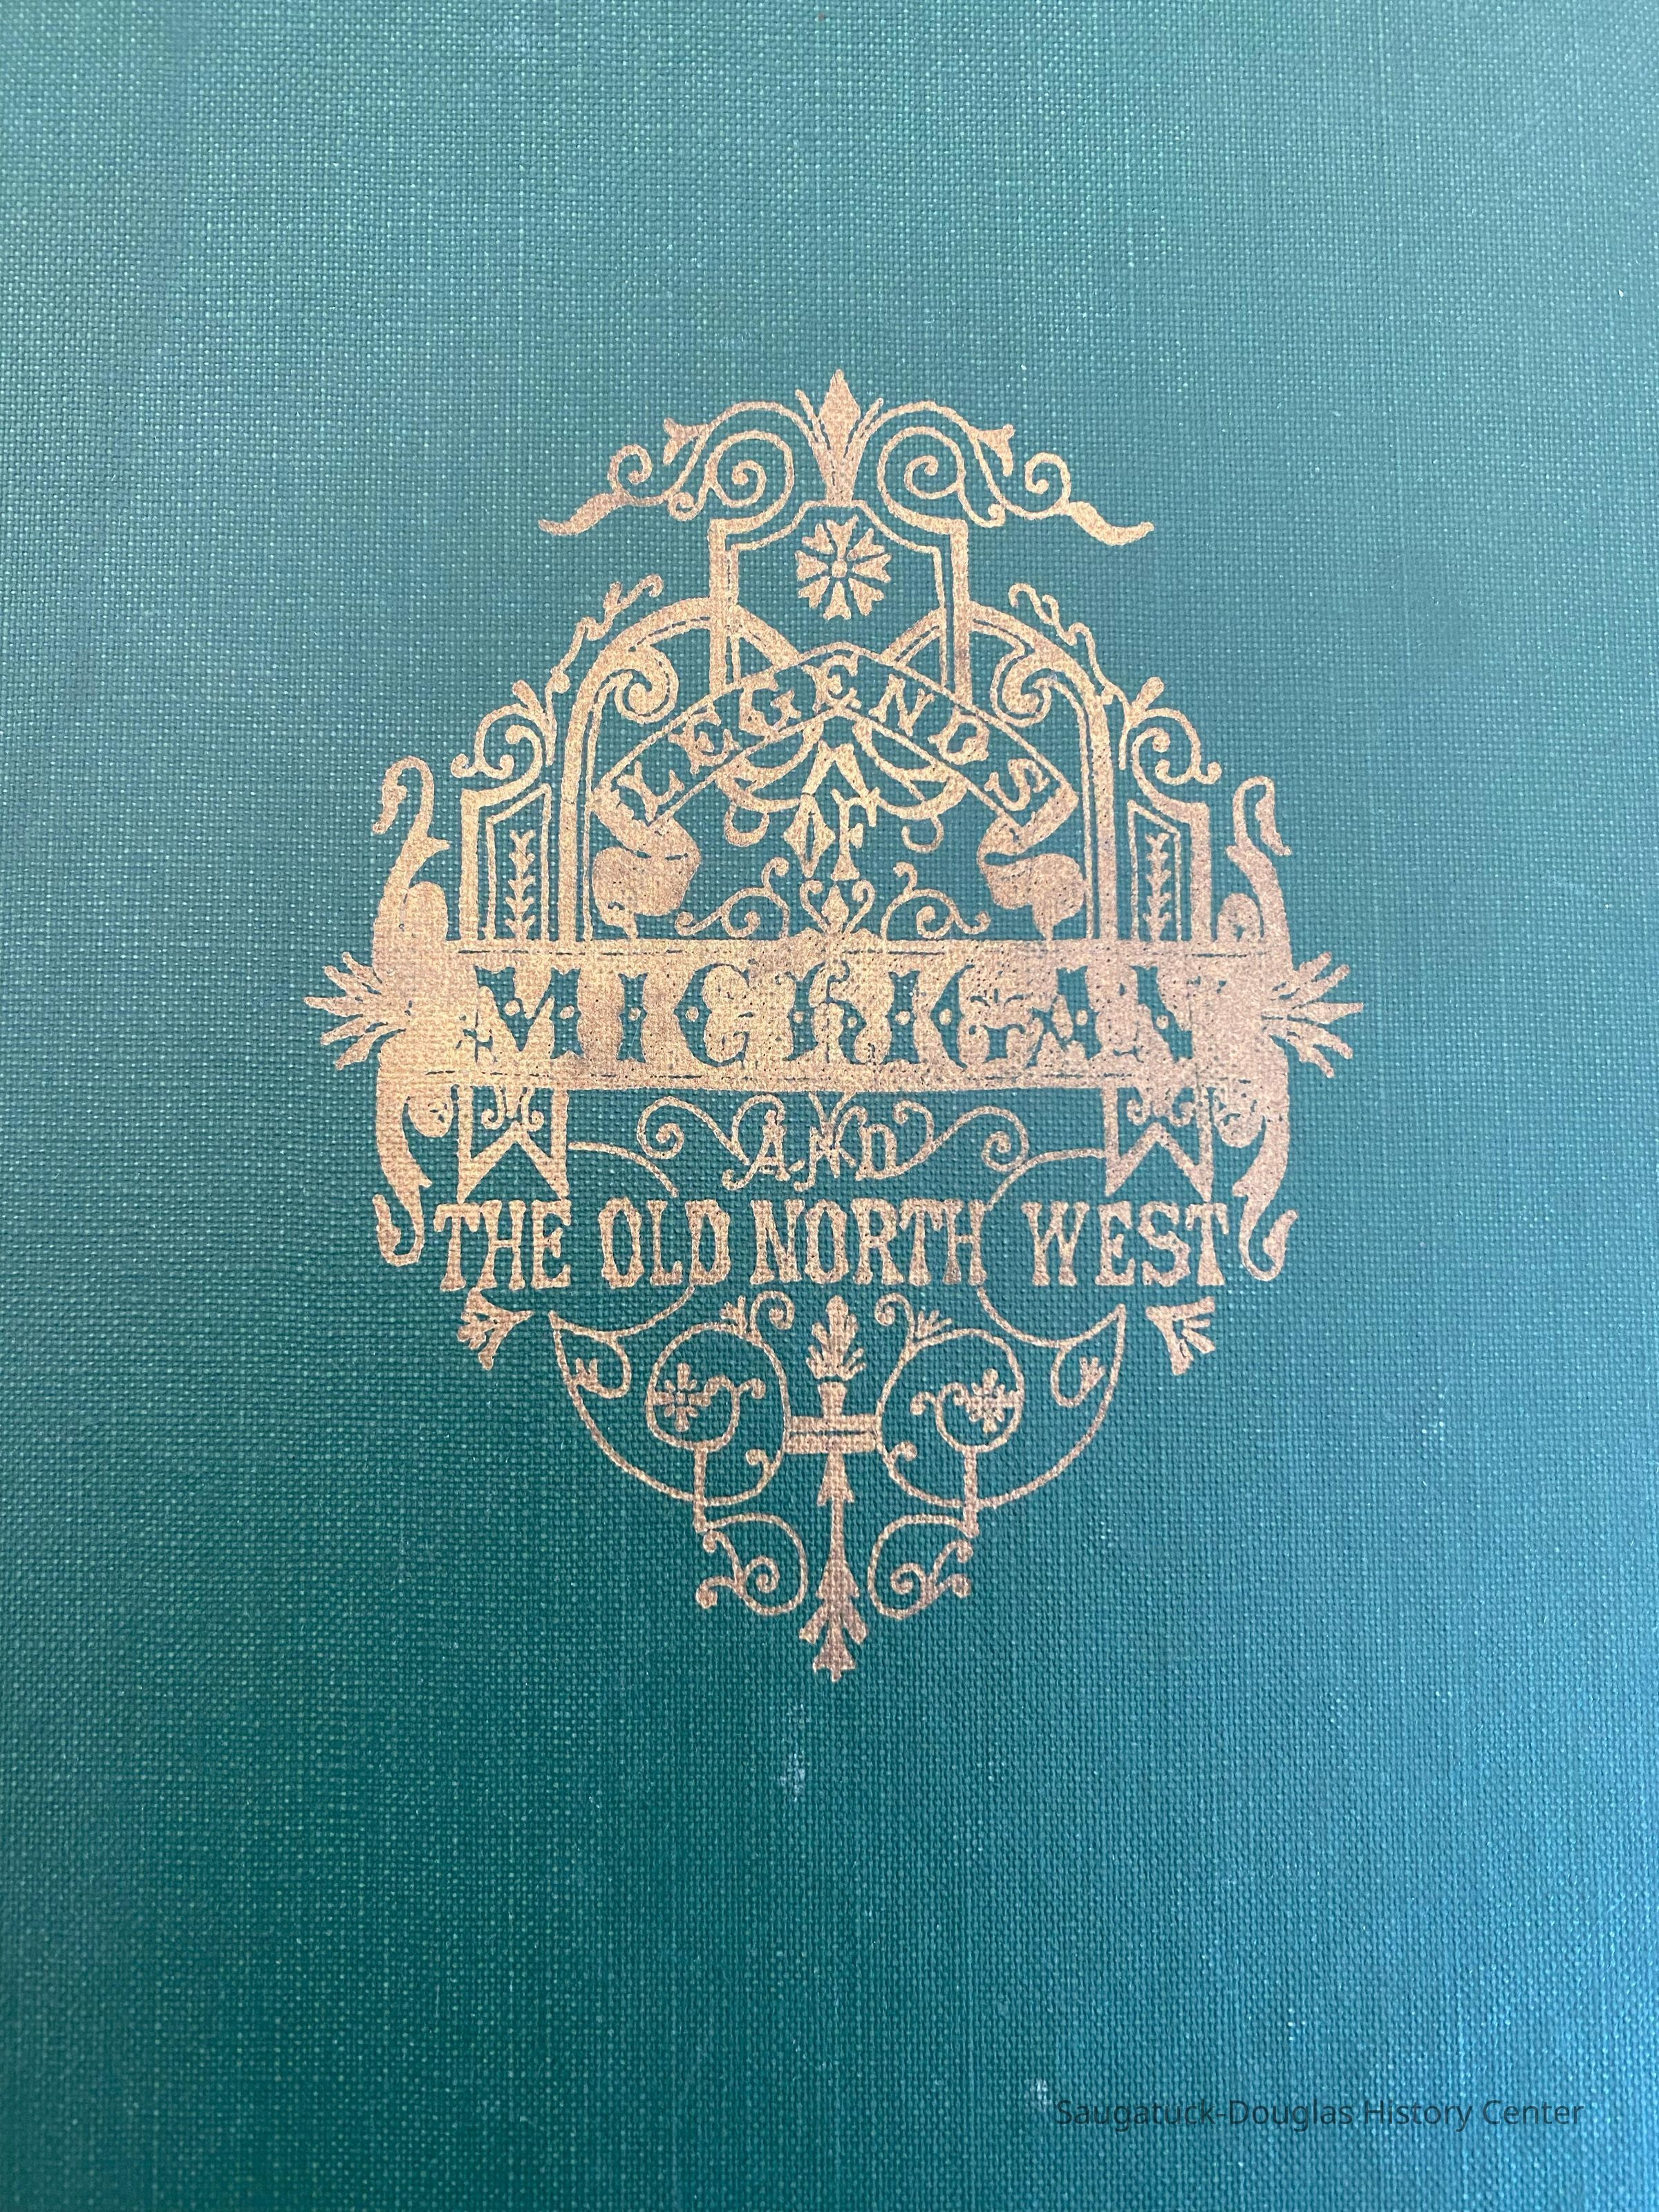 LEGENDS
OF
MICHIGAN
AND
THE OLD NORTH WEST
Saugatuck-Douglas History Center